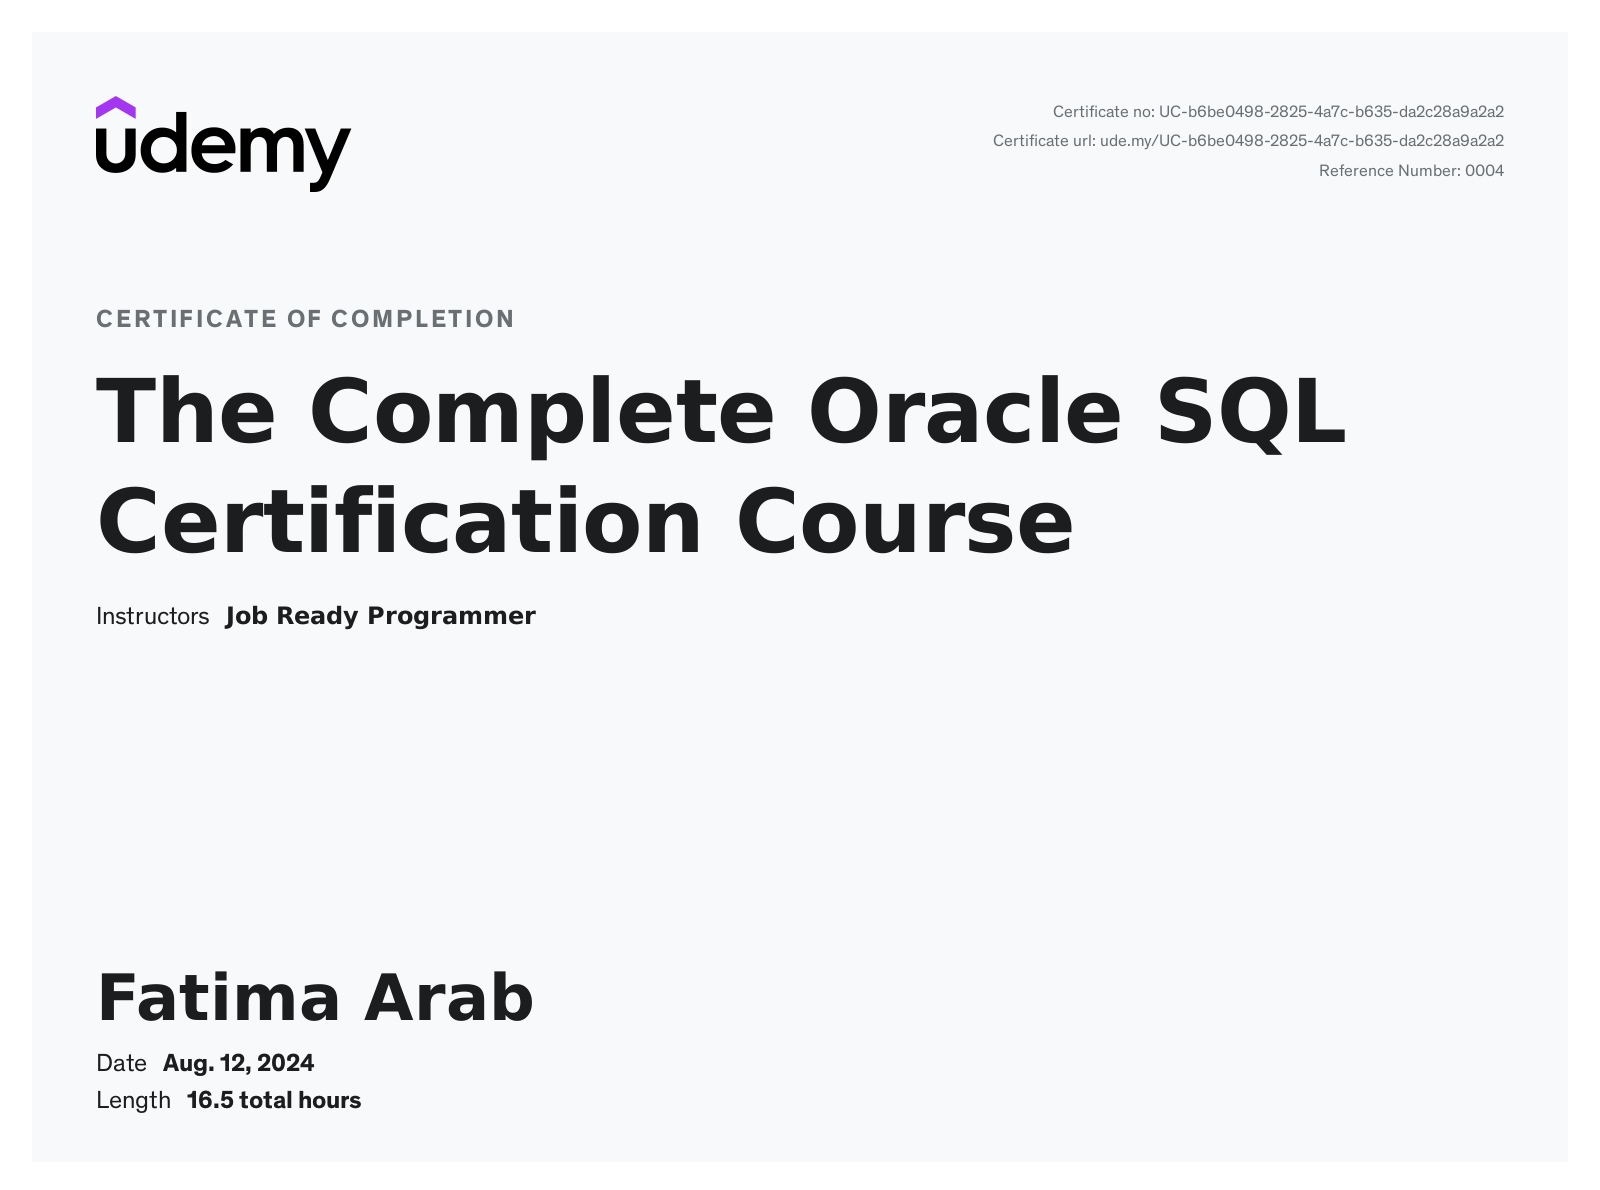 udemy
Certificate no: UC-b6be0498-2825-4a7c-b635-da2c28a9a2a2
Certificate url: ude.my/UC-b6be0498-2825-4a7c-b635-da2c28a9a2a2
Reference Number: 0004
CERTIFICATE OF COMPLETION
The Complete Oracle SQL
Certification Course
Instructors Job Ready Programmer
Fatima Arab
Date Aug. 12, 2024
Length 16.5 total hours